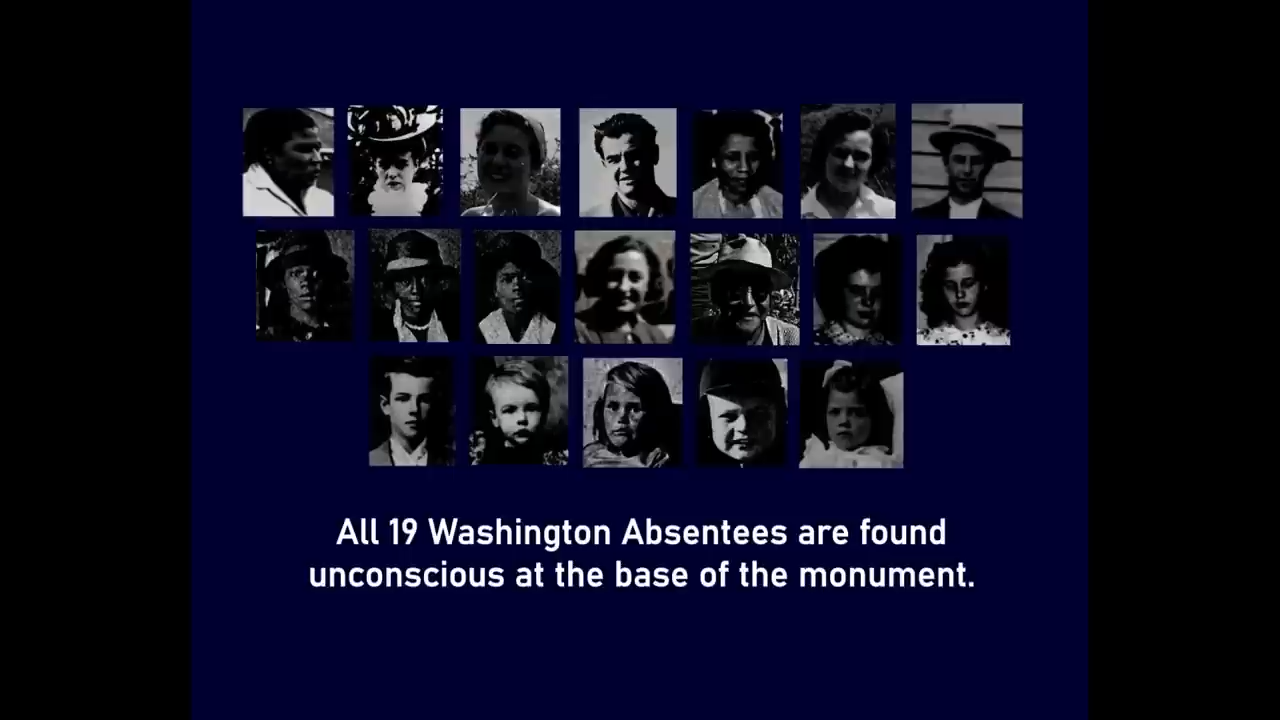 All 19 Washington Absentees are found
unconscious at the base of the monument.